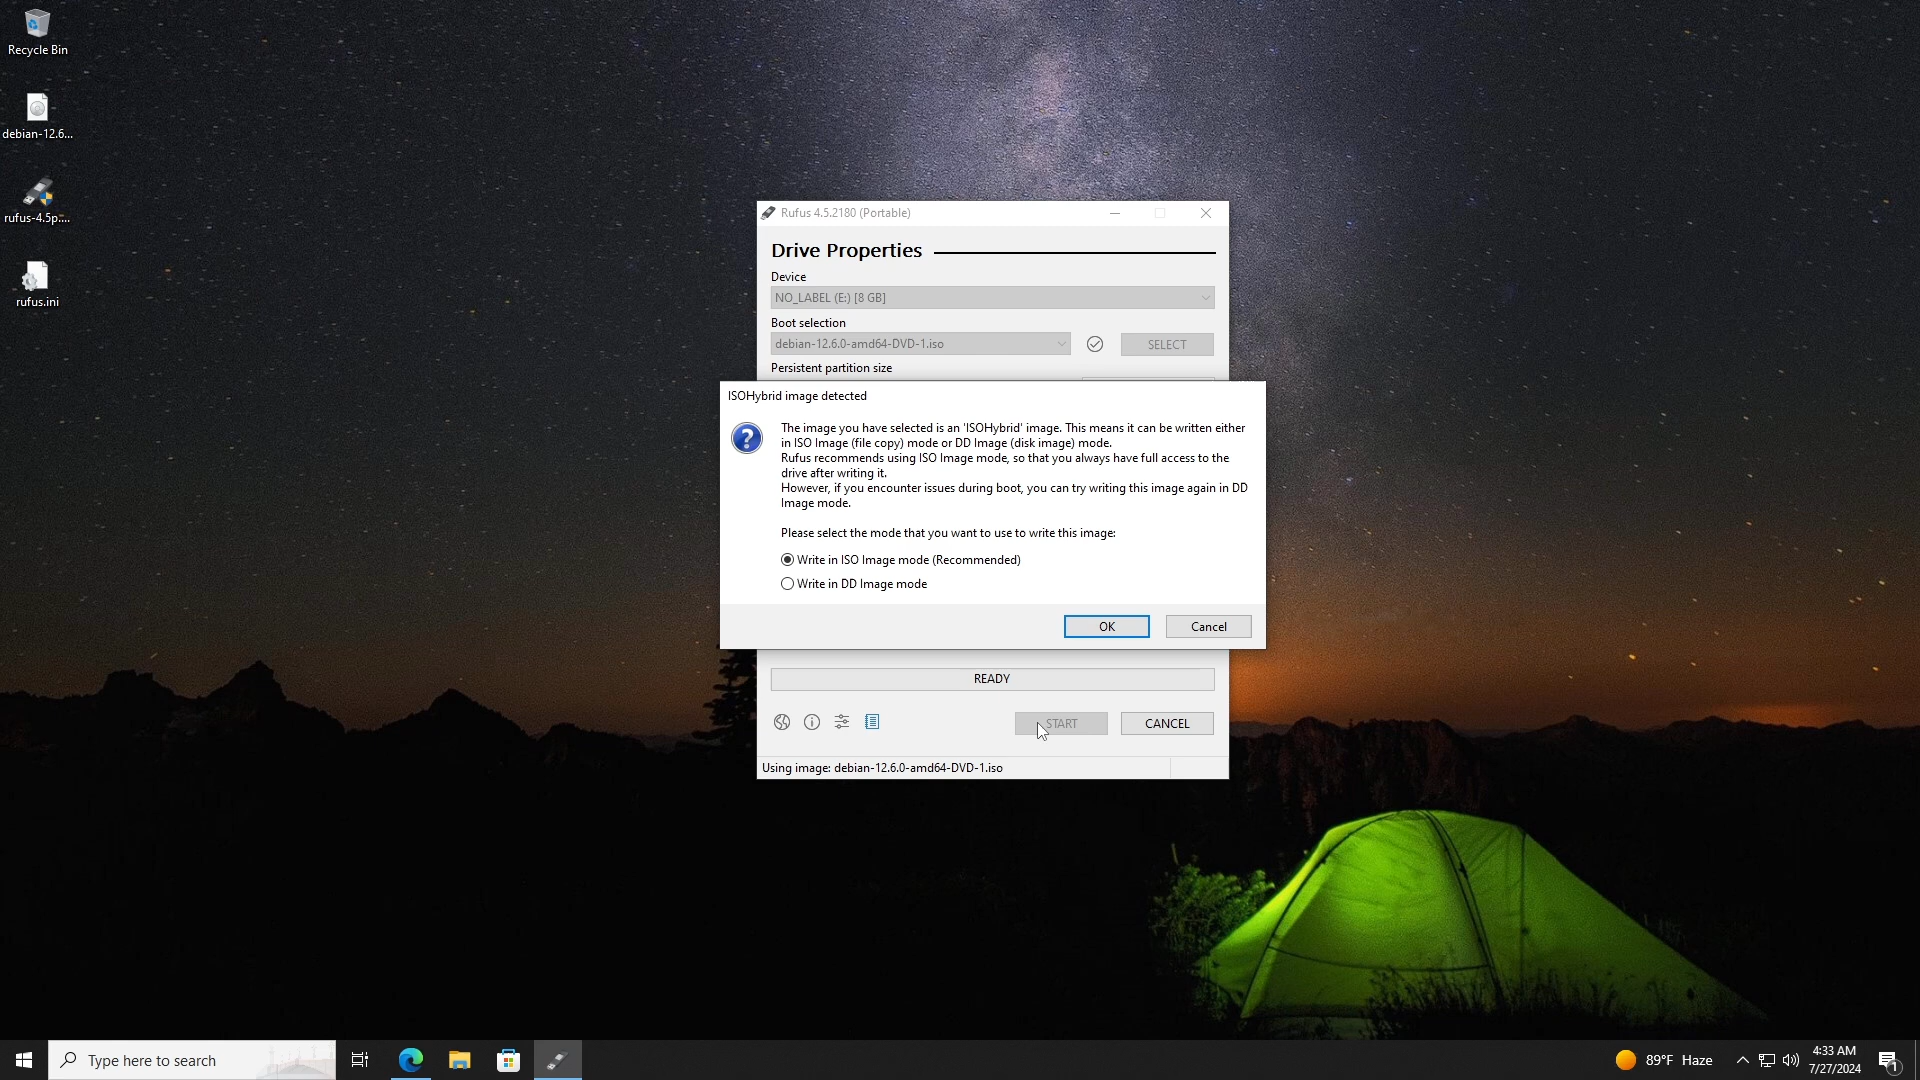 Recycle Bin
debian-12.6...
rufus-4.5p....
rufus.ini
Rufus 4.5.2180 (Portable)
Drive Properties
Device
NO_LABEL (E:) [8 GB]
Boot selection
debian-12.6.0-amd64-DVD-1.iso
SELECT
Persistent partition size
ISOHybrid image detected
The image you have selected is an 'ISOHybrid' image. This means it can be written either
in ISO Image (file copy) mode or DD Image (disk image) mode.
Rufus recommends using ISO Image mode, so that you always have full access to the
drive after writing it.
However, if you encounter issues during boot, you can try writing this image again in DD
Image mode.
Please select the mode that you want to use to write this image:
Write in ISO Image mode (Recommended)
Write in DD Image mode
OK
Cancel
READY
START
CANCEL
Using image: debian-12.6.0-amd64-DVD-1.iso
Type here to search
89°F Haze
4:33 AM
7/27/2024
1